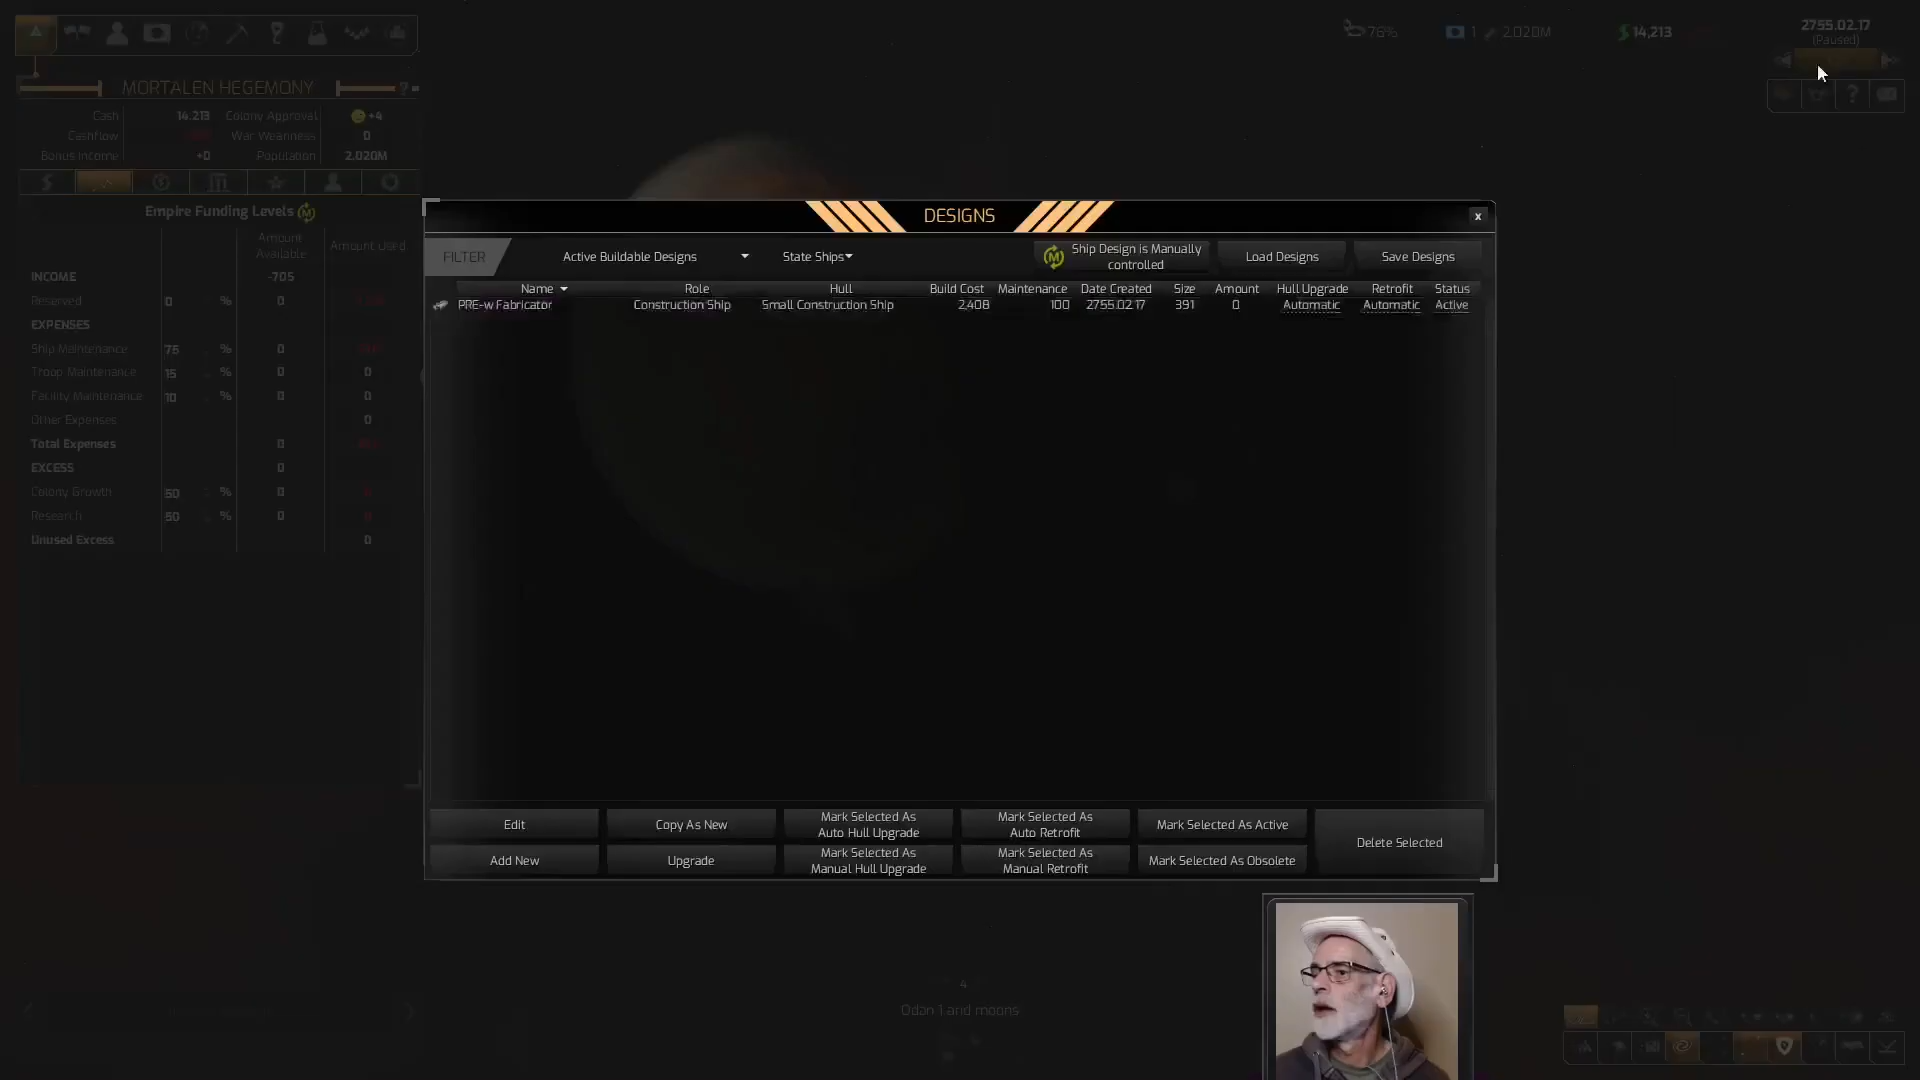 76%
1
2.020M
14,213
2755.02.17
(Paused)
MORTALEN HEGEMONY
?
?
Cash 14,213 Colony Approval +4
Cashflow War Weariness 0
Bonus Income +0 Population 2.020M
Empire Funding Levels
Amount Available
Amount Used
INCOME -705
Reserved 0 % 0
EXPENSES
Ship Maintenance 75 % 0
Troop Maintenance 15 % 0 0
Facility Maintenance 10 % 0 0
Other Expenses 0
Total Expenses 0
EXCESS 0
Colony Growth 50 % 0 0
Research 50 % 0 0
Unused Excess 0
DESIGNS
x
FILTER
Active Buildable Designs
State Ships
Ship Design is Manually
controlled
Load Designs
Save Designs
Name Role Hull Build Cost Maintenance Date Created Size Amount Hull Upgrade Retrofit Status
PRE-w Fabricator Construction Ship Small Construction Ship 2,408 100 2755.02.17 391 0 Automatic Automatic Active
Edit
Copy As New
Mark Selected As
Auto Hull Upgrade
Mark Selected As
Auto Retrofit
Mark Selected As Active
Delete Selected
Add New
Upgrade
Mark Selected As
Manual Hull Upgrade
Mark Selected As
Manual Retrofit
Mark Selected As Obsolete
4
Odan 1 arid moons